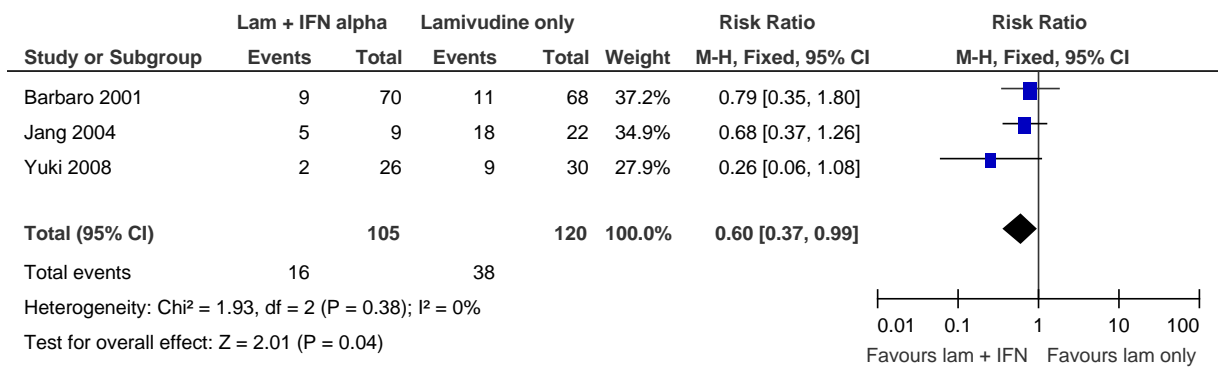 Lam + IFN alpha Lamivudine only Risk Ratio Risk Ratio
Study or Subgroup Events Total Events Total Weight M-H, Fixed, 95% CI M-H, Fixed, 95% CI
Barbaro 2001 9 70 11 68 37.2% 0.79 [0.35, 1.80]
Jang 2004 5 9 18 22 34.9% 0.68 [0.37, 1.26]
Yuki 2008 2 26 9 30 27.9% 0.26 [0.06, 1.08]
Total (95% CI) 105 120 100.0% 0.60 [0.37, 0.99]
Total events 16 38
Heterogeneity: Chi² = 1.93, df = 2 (P = 0.38); I² = 0%
Test for overall effect: Z = 2.01 (P = 0.04)
0.01 0.1 1 10 100
Favours lam + IFN Favours lam only